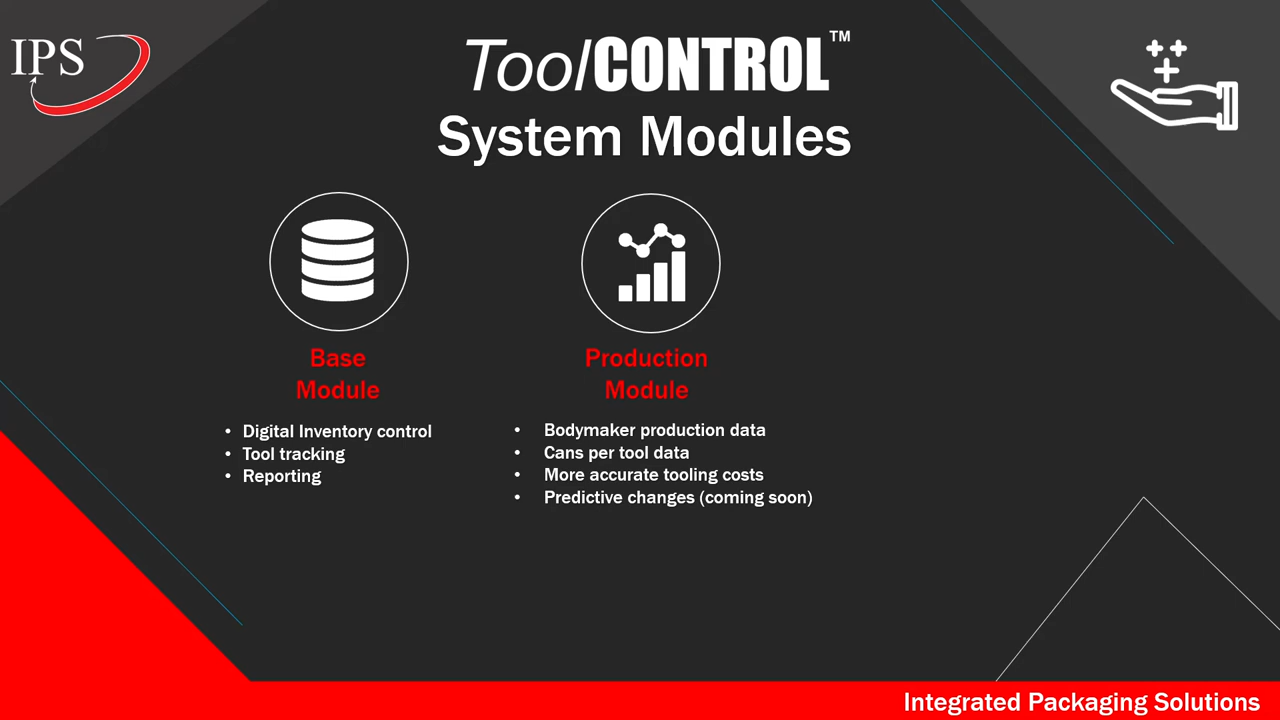 IPS
ToolCONTROL™
System Modules
Base
Module
• Digital Inventory control
• Tool tracking
• Reporting
Production
Module
• Bodymaker production data
• Cans per tool data
• More accurate tooling costs
• Predictive changes (coming soon)
Integrated Packaging Solutions